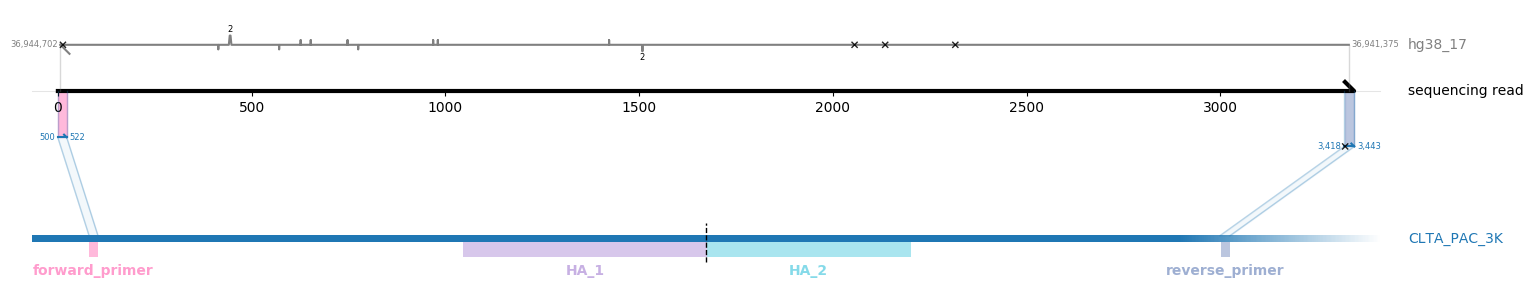 2
36,944,702 36,941,375 hg38_17
2
sequencing read
0 500 1000 1500 2000 2500 3000
500 522
3,418 3,443
CLTA_PAC_3K
forward_primer HA_1 HA_2 reverse_primer